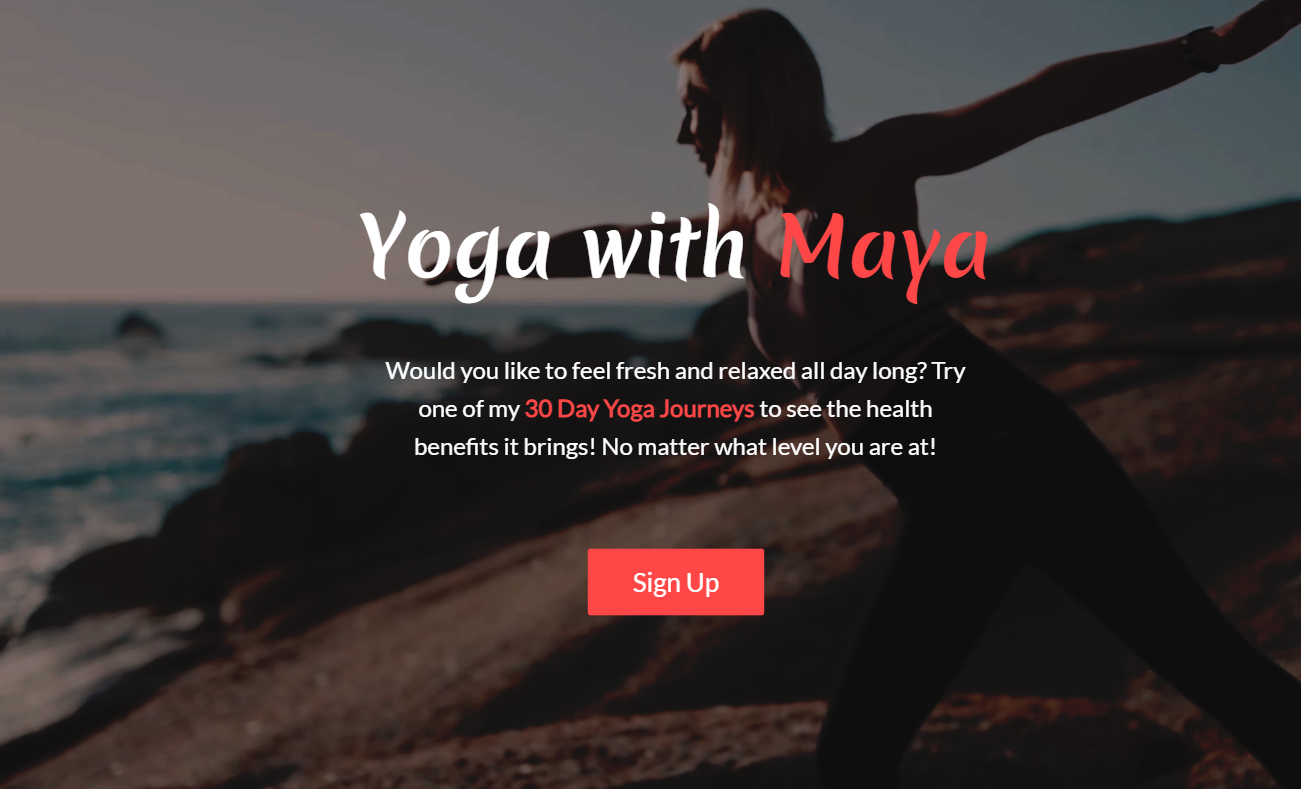 Yoga with Maya
Would you like to feel fresh and relaxed all day long? Try
one of my 30 Day Yoga Journeys to see the health
benefits it brings! No matter what level you are at!
Sign Up